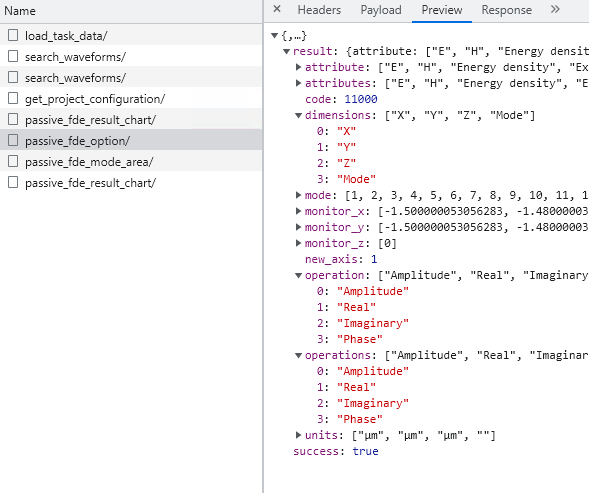 Name
load_task_data/
search_waveforms/
search_waveforms/
get_project_configuration/
passive_fde_result_chart/
passive_fde_option/
passive_fde_mode_area/
passive_fde_result_chart/
× Headers Payload Preview Response »
▼{,…}
▼result: {attribute: ["E", "H", "Energy densit
▶attribute: ["E", "H", "Energy density", "Ex
▶attributes: ["E", "H", "Energy density", "E
code: 11000
▼dimensions: ["X", "Y", "Z", "Mode"]
0: "X"
1: "Y"
2: "Z"
3: "Mode"
▶mode: [1, 2, 3, 4, 5, 6, 7, 8, 9, 10, 11, 1
▶monitor_x: [-1.500000053056283, -1.48000003
▶monitor_y: [-1.500000053056283, -1.48000003
▶monitor_z: [0]
new_axis: 1
▼operation: ["Amplitude", "Real", "Imaginary
0: "Amplitude"
1: "Real"
2: "Imaginary"
3: "Phase"
▼operations: ["Amplitude", "Real", "Imaginar
0: "Amplitude"
1: "Real"
2: "Imaginary"
3: "Phase"
▶units: ["μm", "μm", "μm", ""]
success: true